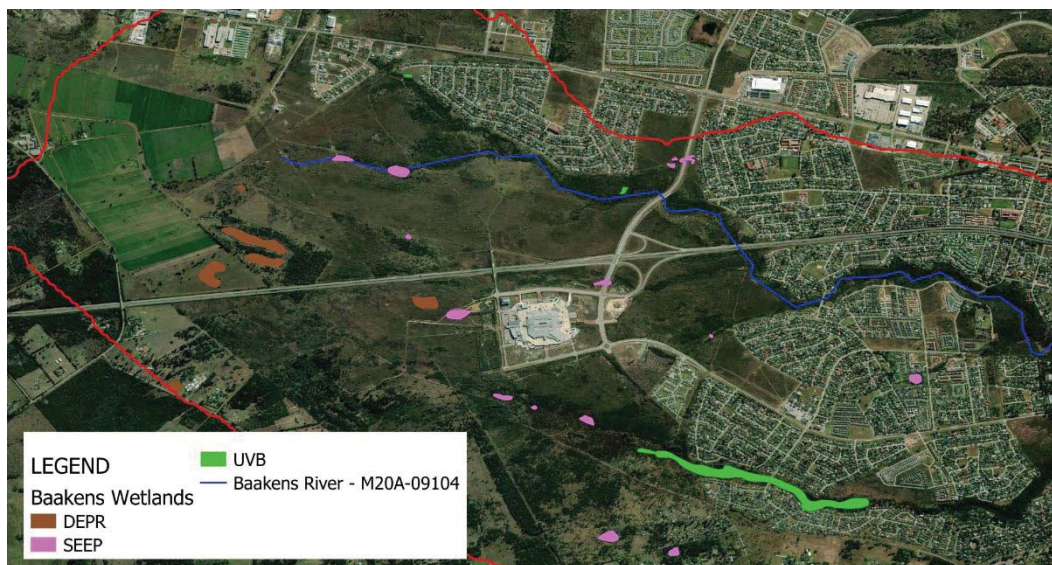 LEGEND
Baakens Wetlands
DEPR
SEEP
UVB
Baakens River - M20A-09104